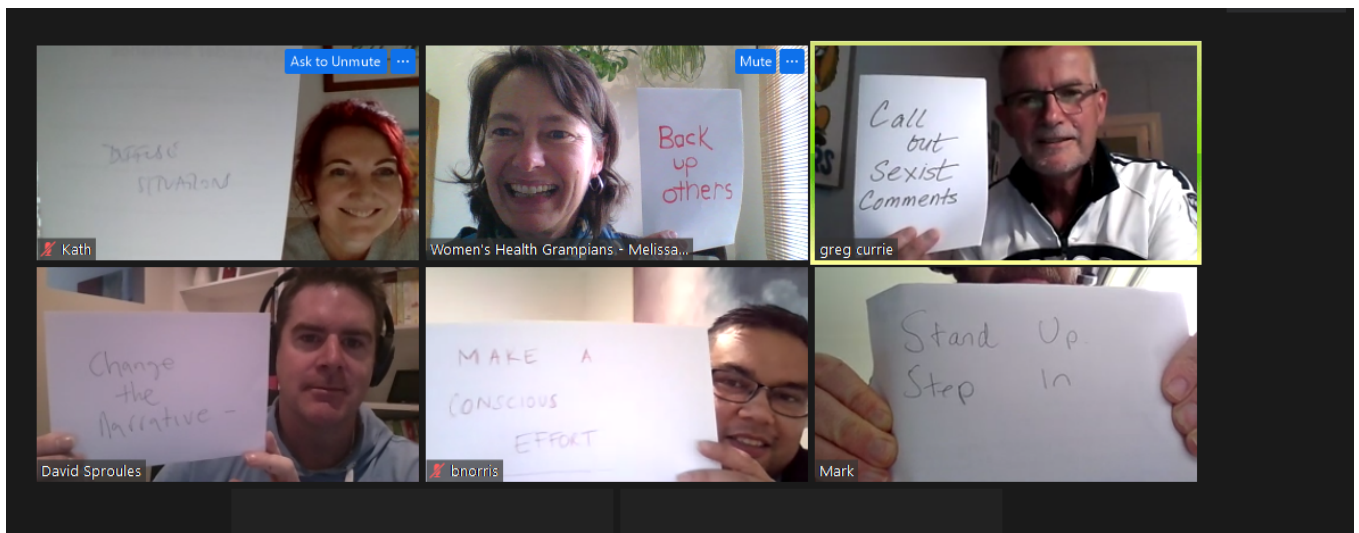 Ask to Unmute ...
DIFFUSE
SITUATIONS
Kath
Mute ...
Back
up
others
Women's Health Grampians - Melissa...
Call
out
Sexist
Comments
greg currie
Change
the
Narrative -
David Sproules
MAKE A
CONSCIOUS
EFFORT
bnorris
Stand Up.
Step In
Mark